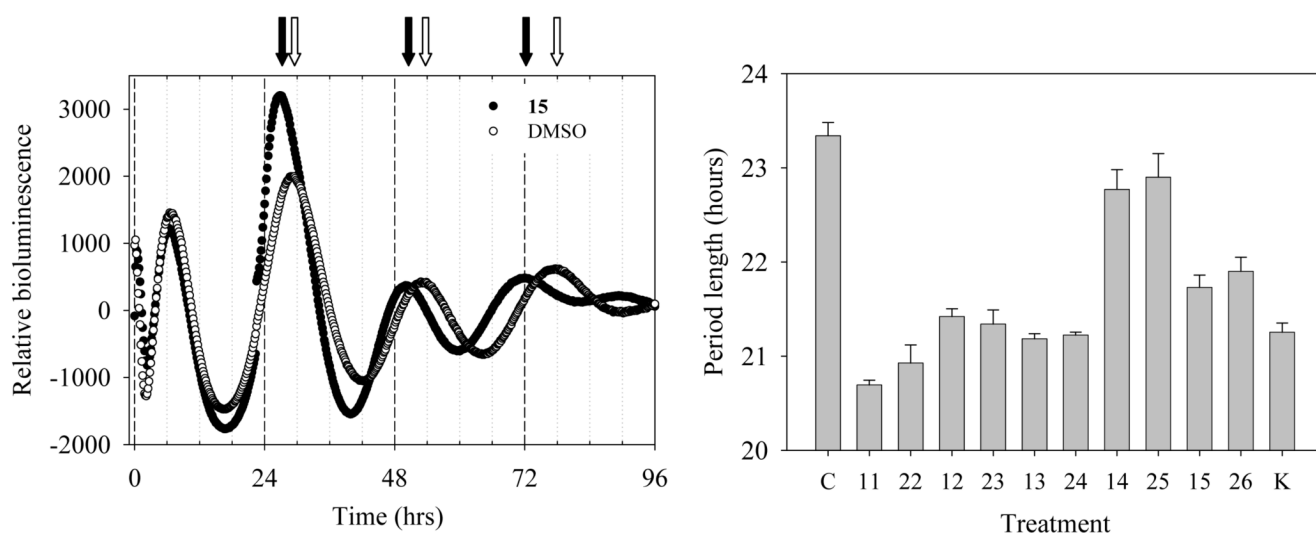 Relative bioluminescence
3000
2000
1000
0
-1000
-2000
15
DMSO
0 24 48 72 96
Time (hrs)
Period length (hours)
24
23
22
21
20
C 11 22 12 23 13 24 14 25 15 26 K
Treatment